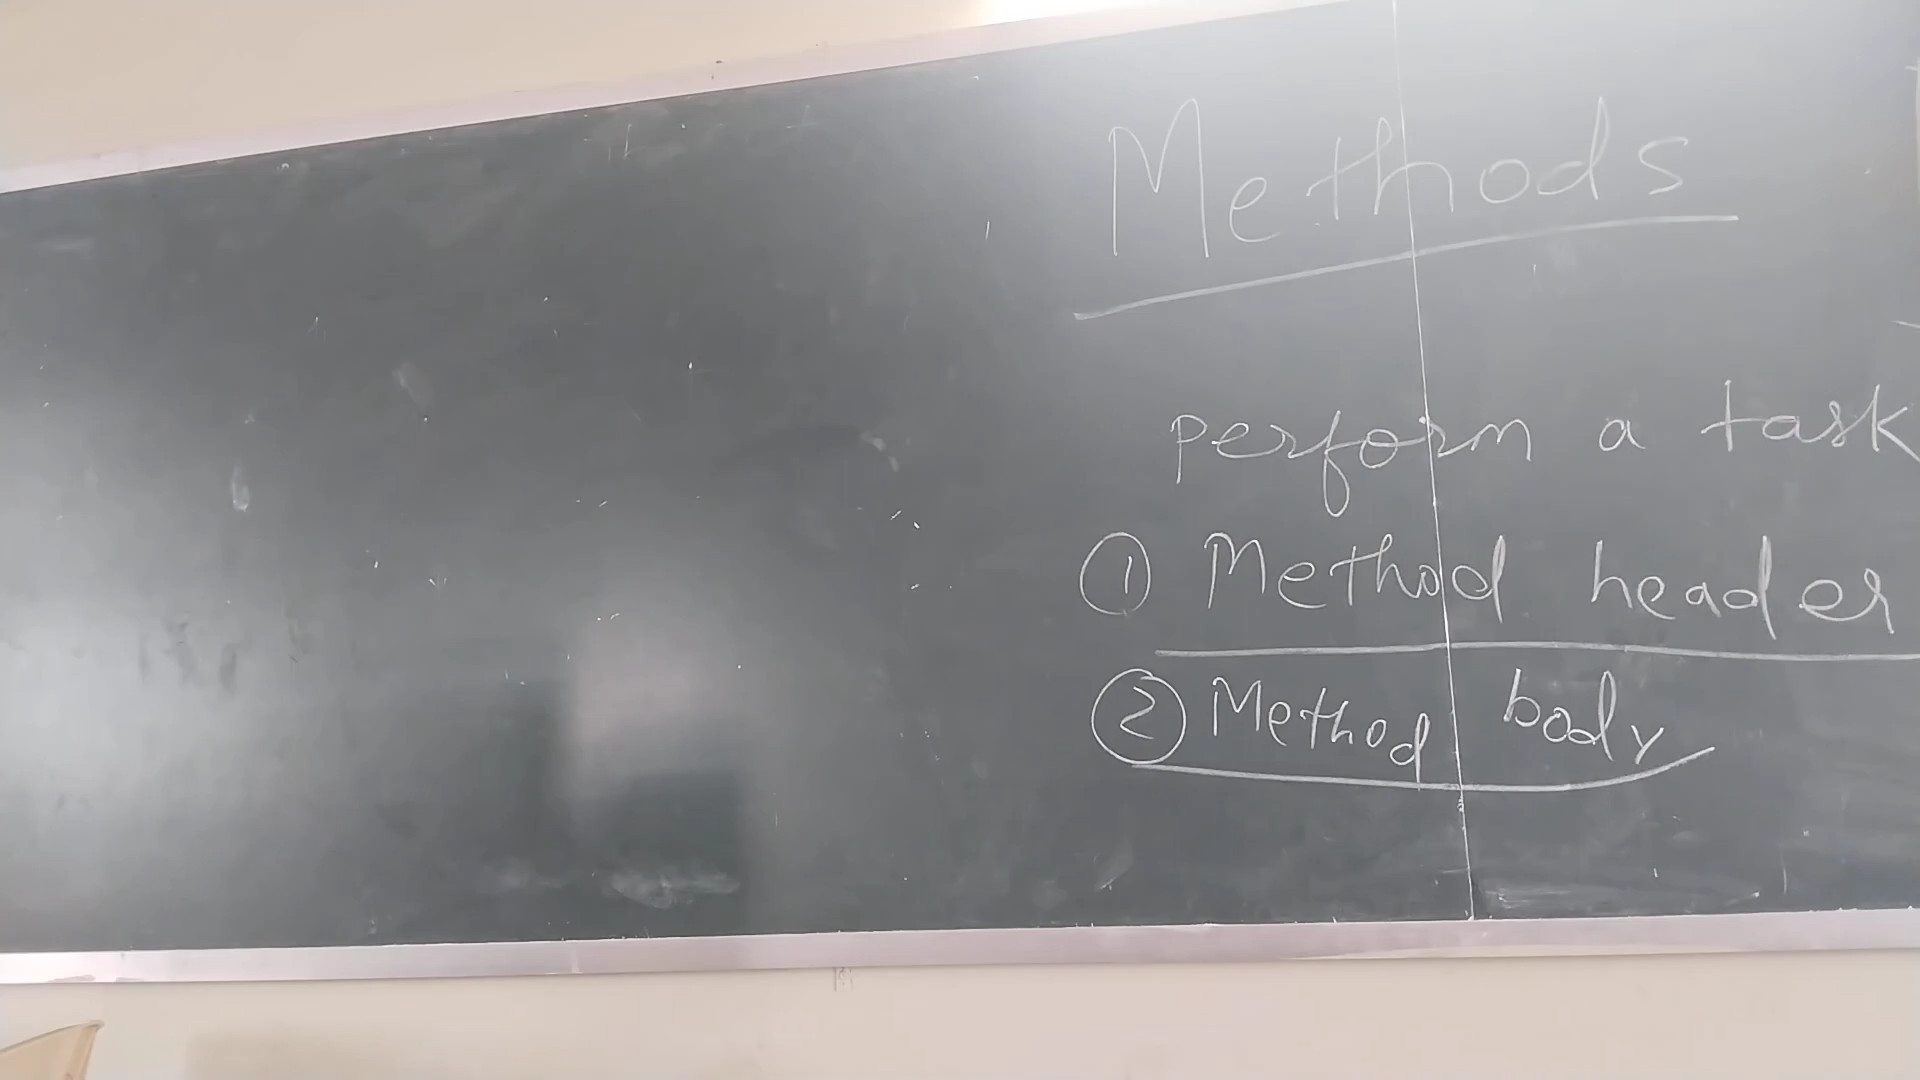 Methods
perform a task
① Method header
② Method body